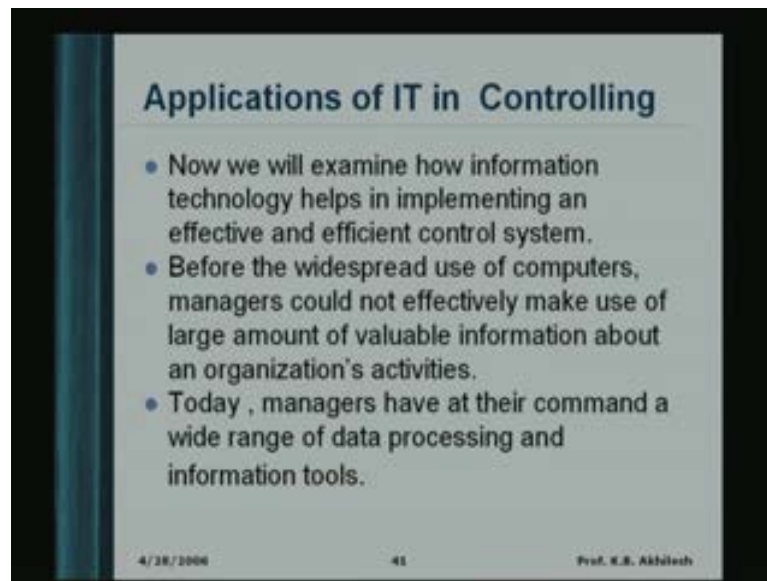 Applications of IT in Controlling
• Now we will examine how information
technology helps in implementing an
effective and efficient control system.
• Before the widespread use of computers,
managers could not effectively make use of
large amount of valuable information about
an organization's activities.
• Today , managers have at their command a
wide range of data processing and
information tools.
4/28/2006 41 Prof. K.B. Akhilesh